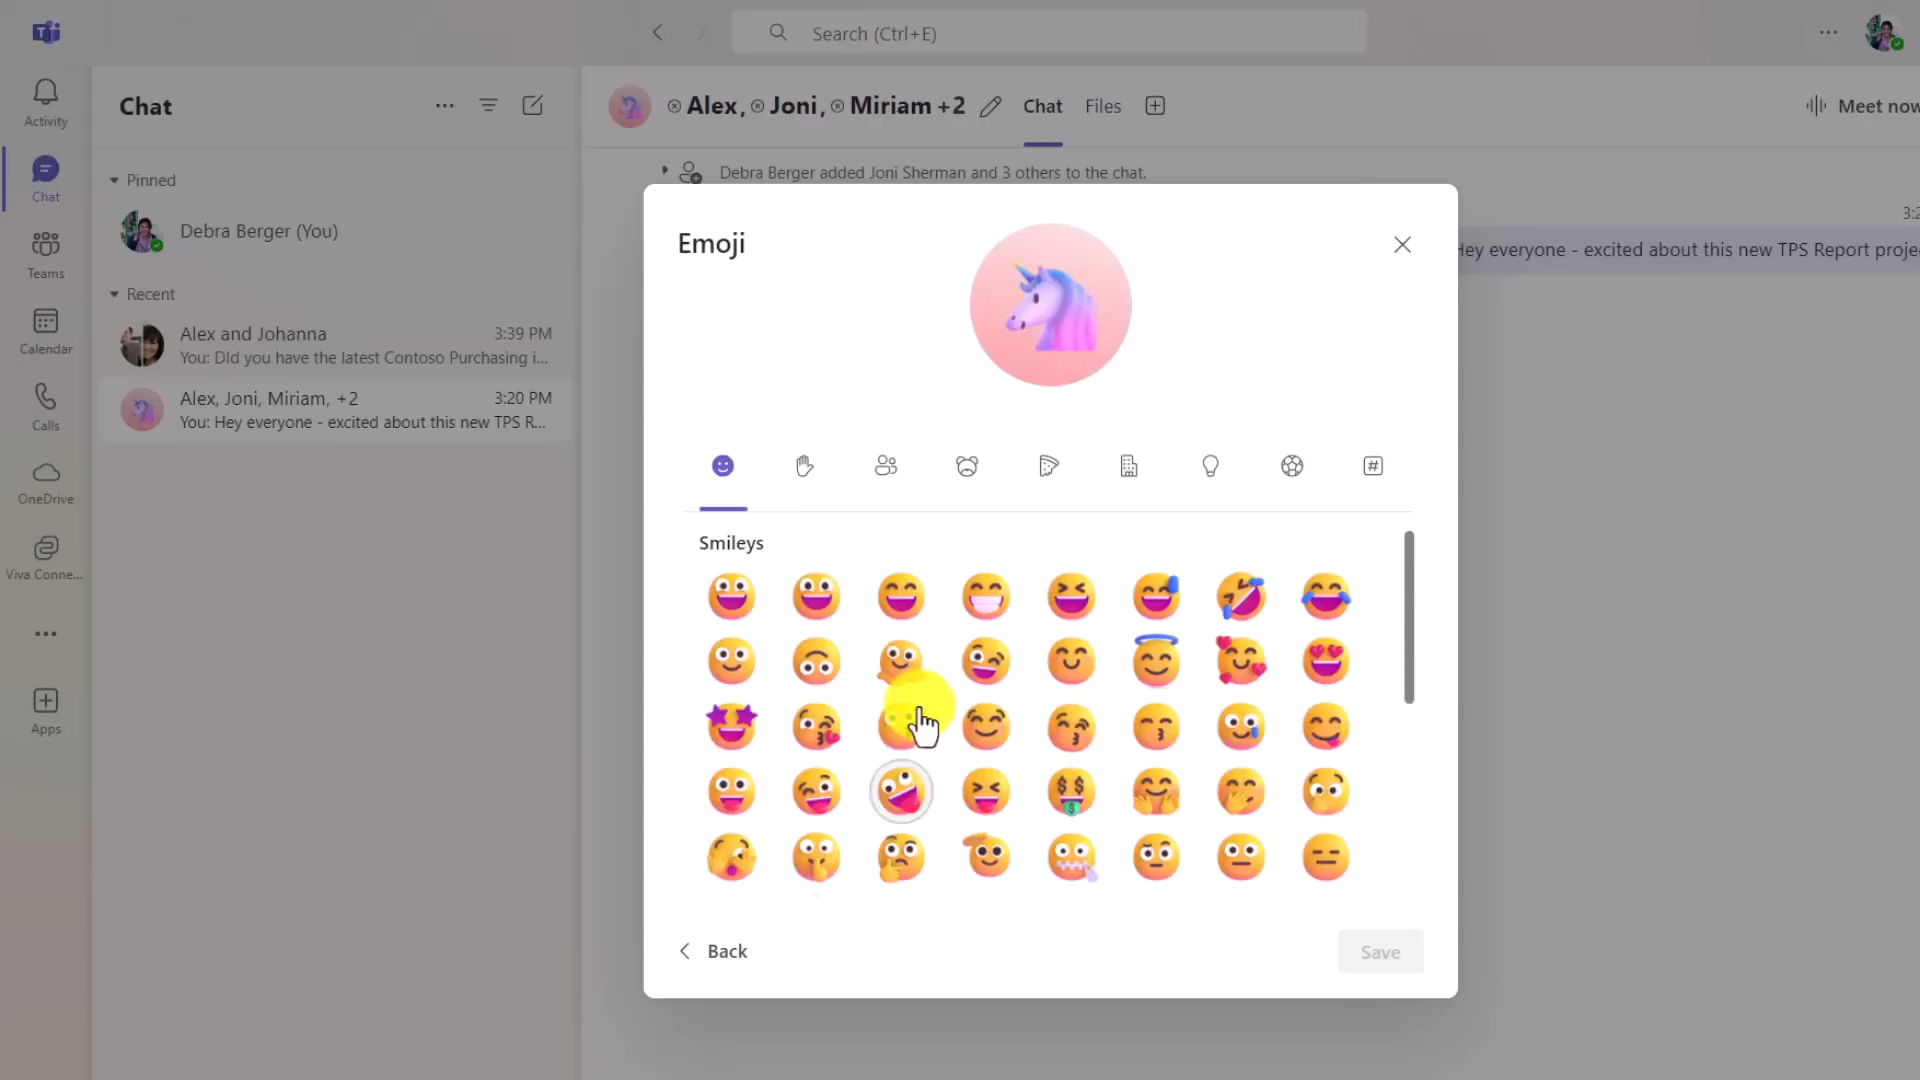 Search (Ctrl+E)
Activity
Chat
Teams
Calendar
Calls
OneDrive
Viva Conne...
Apps
Chat
Pinned
Debra Berger (You)
Recent
Alex and Johanna 3:39 PM
You: DId you have the latest Contoso Purchasing i...
Alex, Joni, Miriam, +2 3:20 PM
You: Hey everyone - excited about this new TPS R...
Alex, Joni, Miriam +2
Chat
Files
Meet now
Debra Berger added Joni Sherman and 3 others to the chat.
3:2
Hey everyone - excited about this new TPS Report proje
Emoji
Smileys
Back
Save